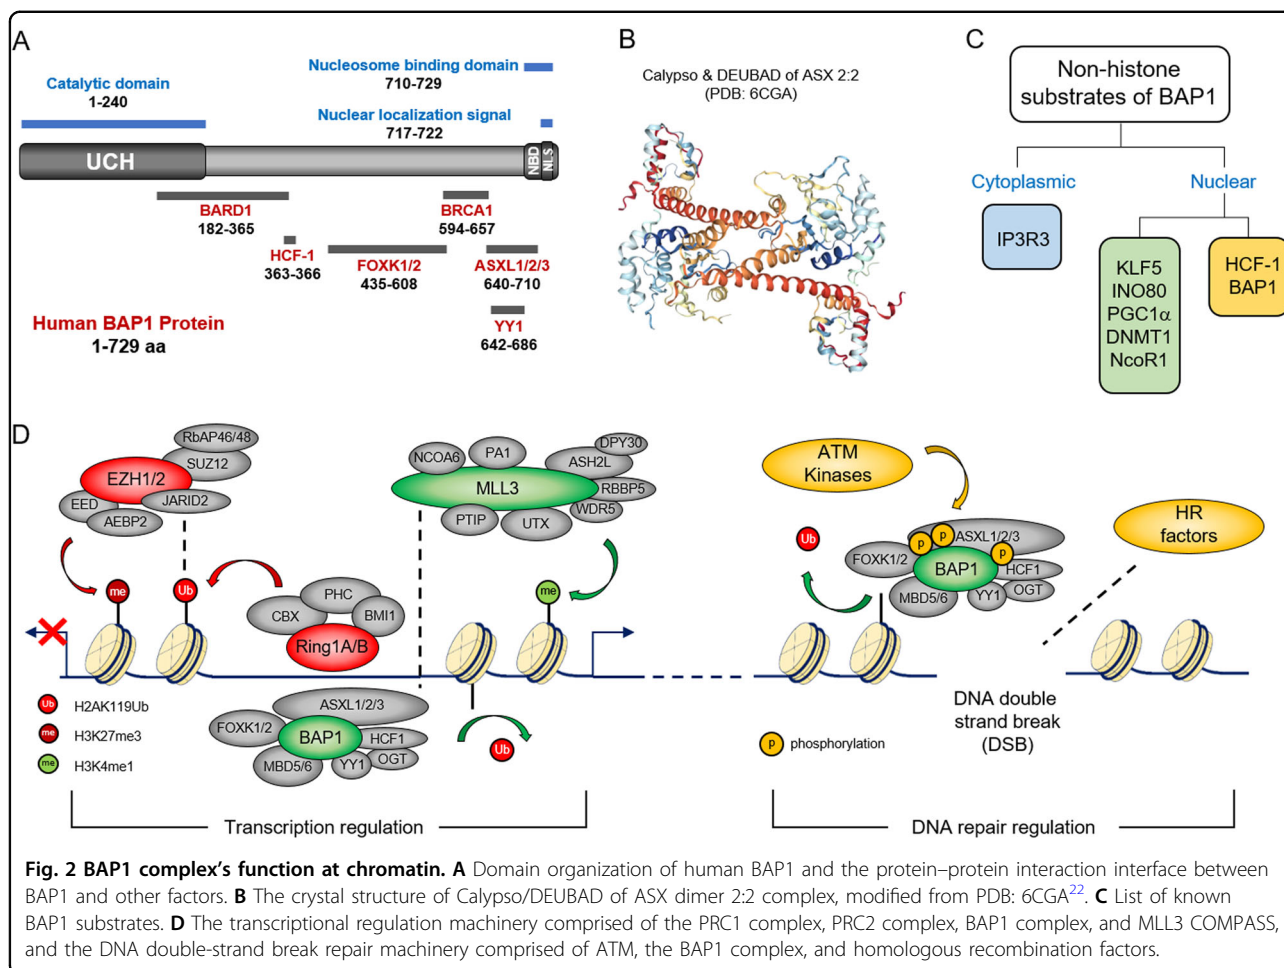 A
Catalytic domain
1-240
Nucleosome binding domain
710-729
Nuclear localization signal
717-722
UCH
NBD
NLS
BARD1
182-365
HCF-1
363-366
FOXK1/2
435-608
BRCA1
594-657
ASXL1/2/3
640-710
YY1
642-686
Human BAP1 Protein
1-729 aa
B
Calypso & DEUBAD of ASX 2:2
(PDB: 6CGA)
C
Non-histone
substrates of BAP1
Cytoplasmic
Nuclear
IP3R3
KLF5
INO80
PGC1α
DNMT1
NcoR1
HCF-1
BAP1
D
RbAP46/48
SUZ12
EZH1/2
EED
JARID2
AEBP2
me
Ub
PHC
CBX
BMI1
Ring1A/B
NCOA6
PA1
DPY30
ASH2L
MLL3
RBBP5
WDR5
PTIP
UTX
me
Ub
H2AK119Ub
me
H3K27me3
me
H3K4me1
ASXL1/2/3
FOXK1/2
BAP1
HCF1
OGT
MBD5/6
YY1
Ub
Transcription regulation
ATM
Kinases
Ub
p
p
p
ASXL1/2/3
FOXK1/2
BAP1
HCF1
OGT
MBD5/6
YY1
HR
factors
DNA double
strand break
(DSB)
p
phosphorylation
DNA repair regulation
Fig. 2 BAP1 complex's function at chromatin. A Domain organization of human BAP1 and the protein–protein interaction interface between
BAP1 and other factors. B The crystal structure of Calypso/DEUBAD of ASX dimer 2:2 complex, modified from PDB: 6CGA22. C List of known
BAP1 substrates. D The transcriptional regulation machinery comprised of the PRC1 complex, PRC2 complex, BAP1 complex, and MLL3 COMPASS,
and the DNA double-strand break repair machinery comprised of ATM, the BAP1 complex, and homologous recombination factors.